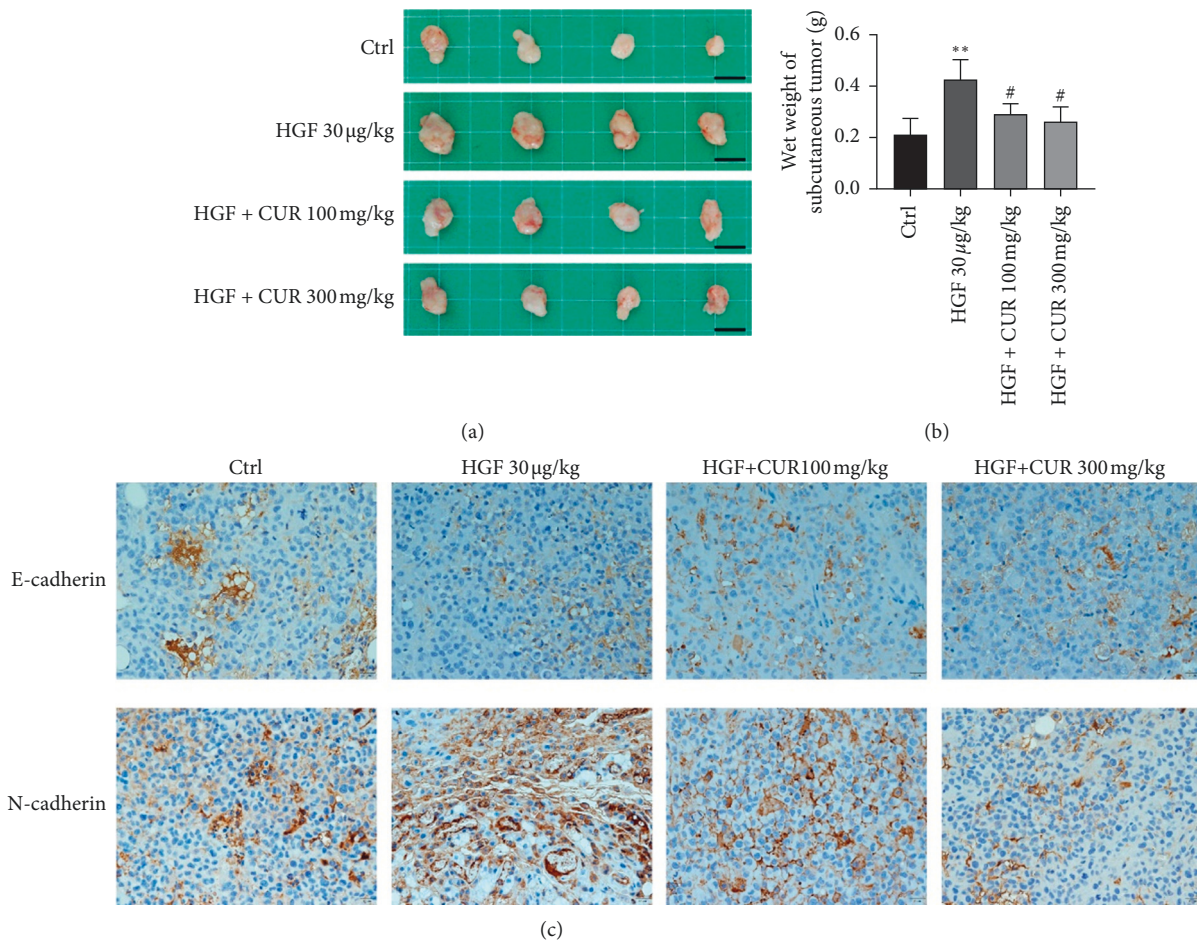 Ctrl
HGF 30 μg/kg
HGF + CUR 100 mg/kg
HGF + CUR 300 mg/kg
(a)
Wet weight of
subcutaneous tumor (g)
0.6
0.4
0.2
0.0
**
#
#
Ctrl
HGF 30 μg/kg
HGF + CUR 100 mg/kg
HGF + CUR 300 mg/kg
(b)
Ctrl
HGF 30 μg/kg
HGF+CUR100 mg/kg
HGF+CUR 300 mg/kg
E-cadherin
N-cadherin
(c)